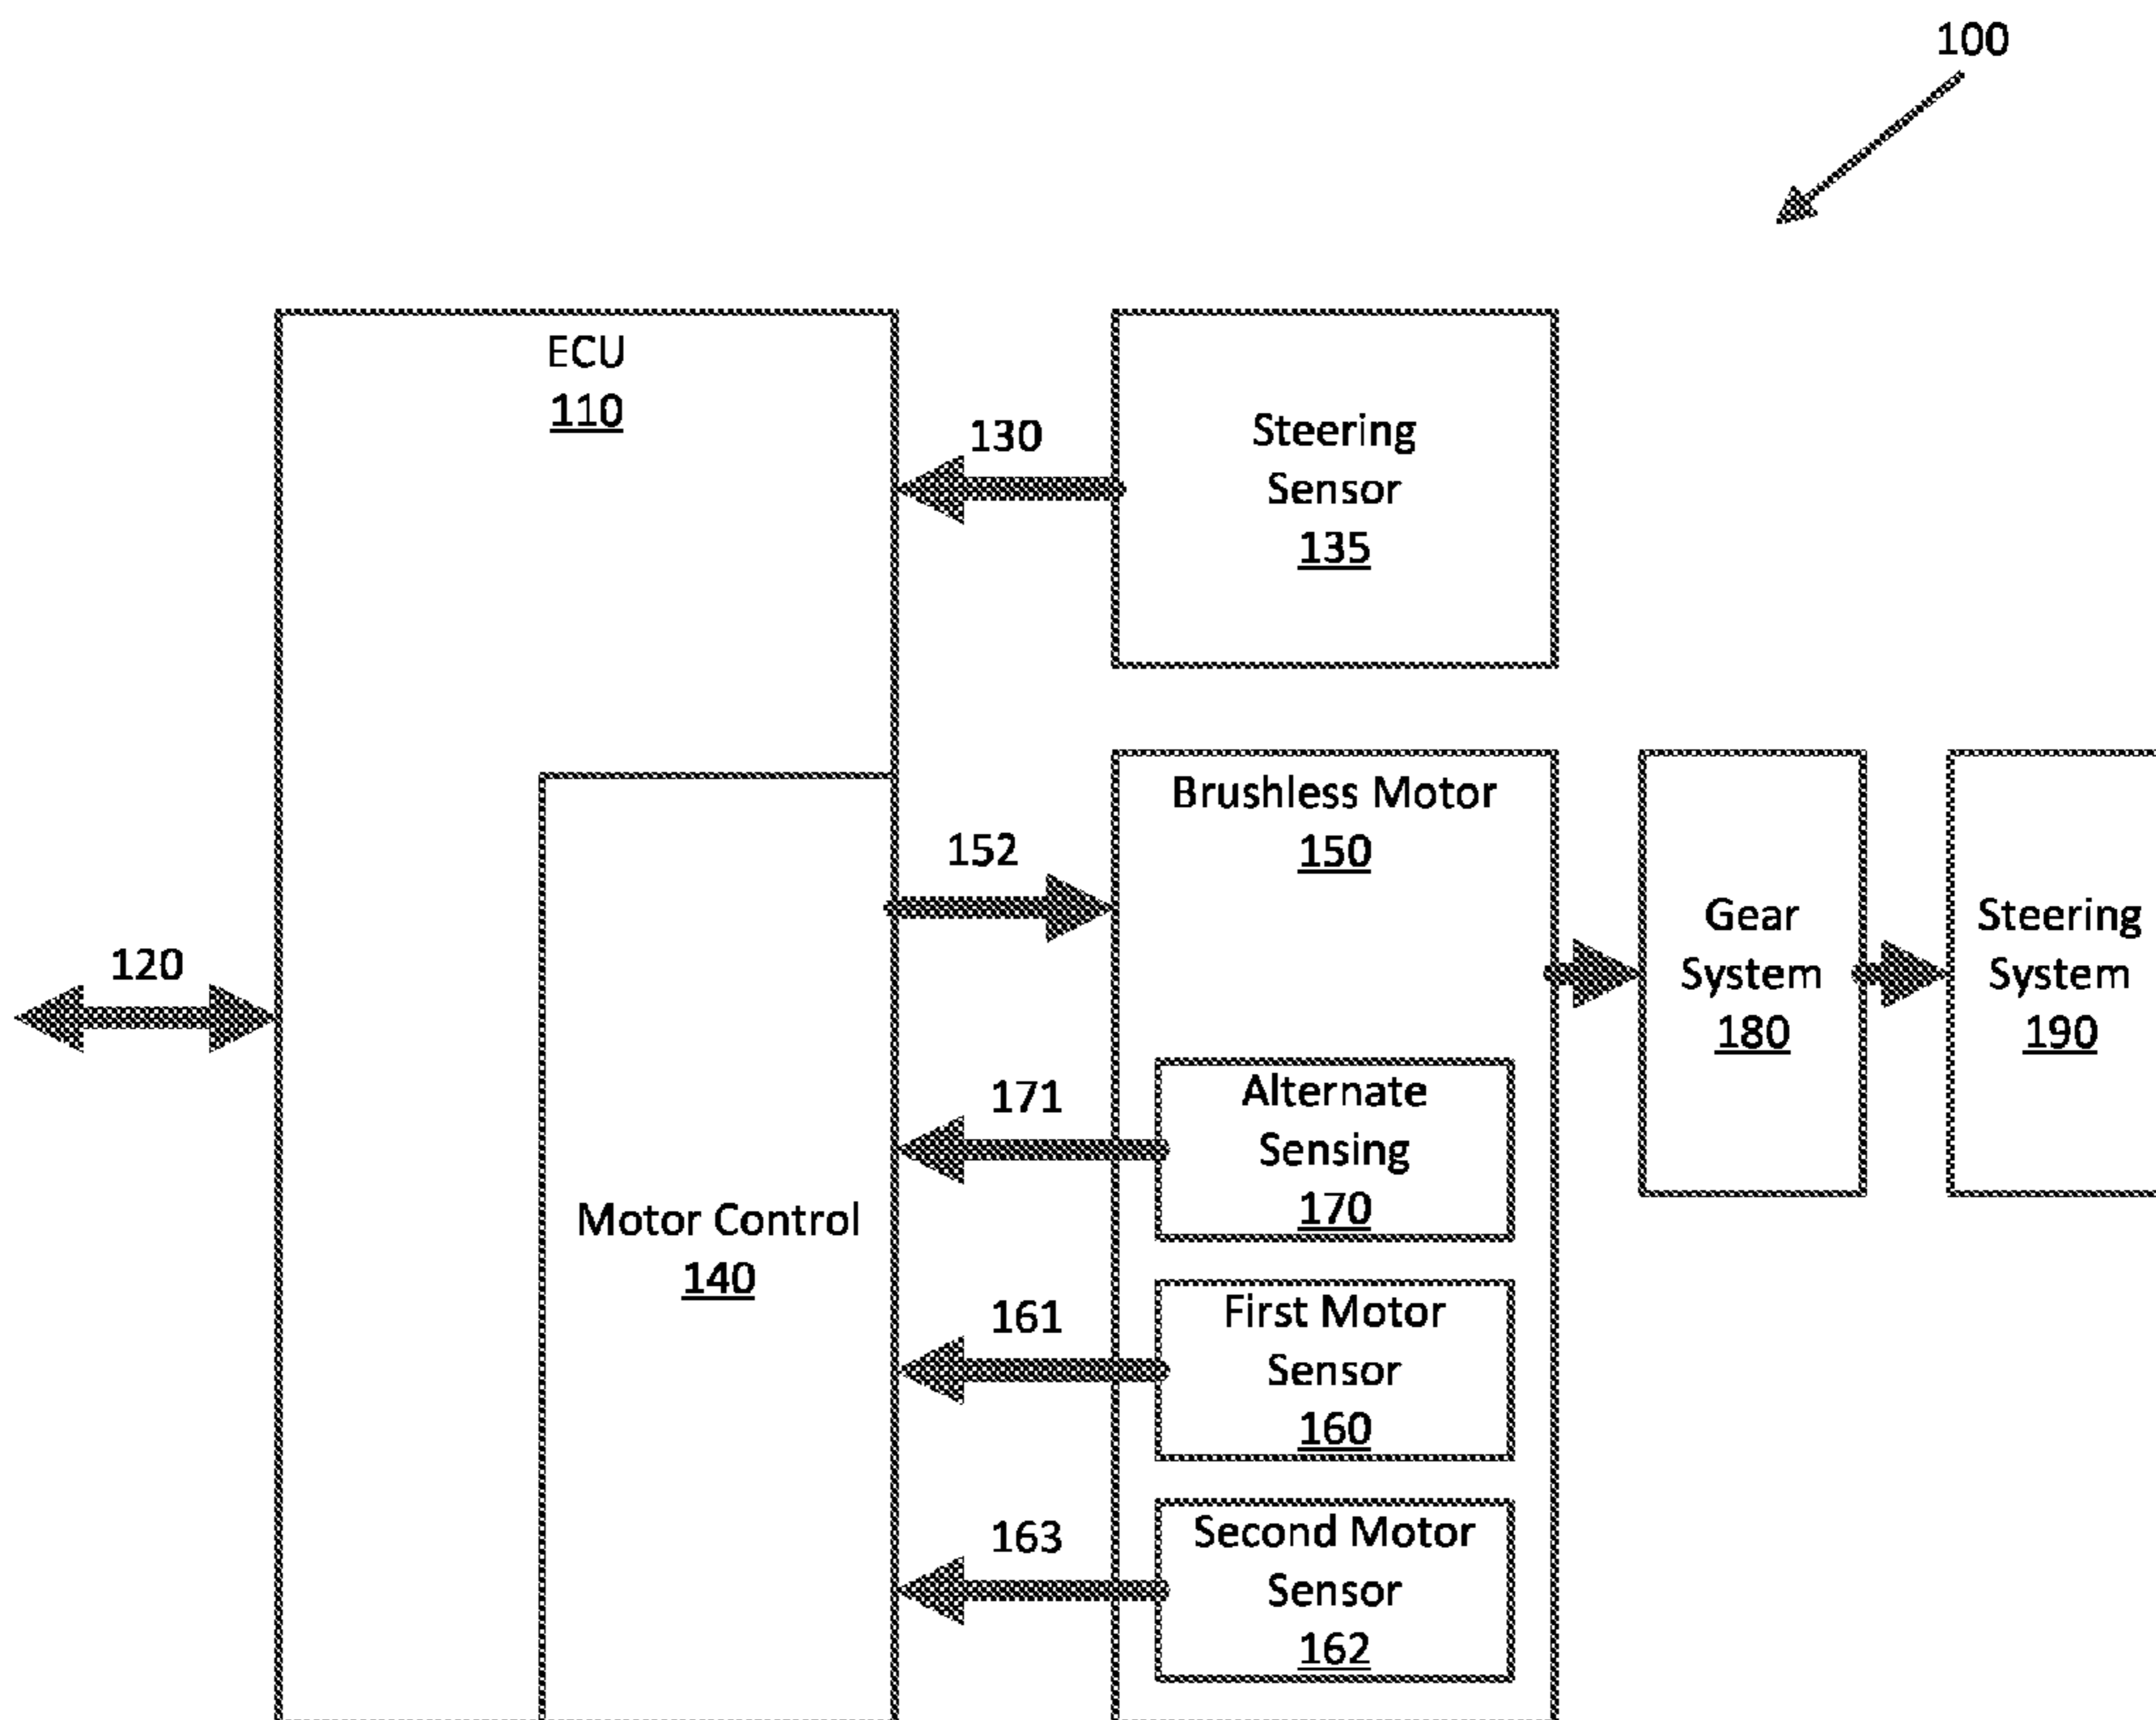 100
ECU
110
130
Steering
Sensor
135
Brushless Motor
150
152
Gear
System
180
Steering
System
190
120
171
Alternate
Sensing
170
Motor Control
140
161
First Motor
Sensor
160
163
Second Motor
Sensor
162